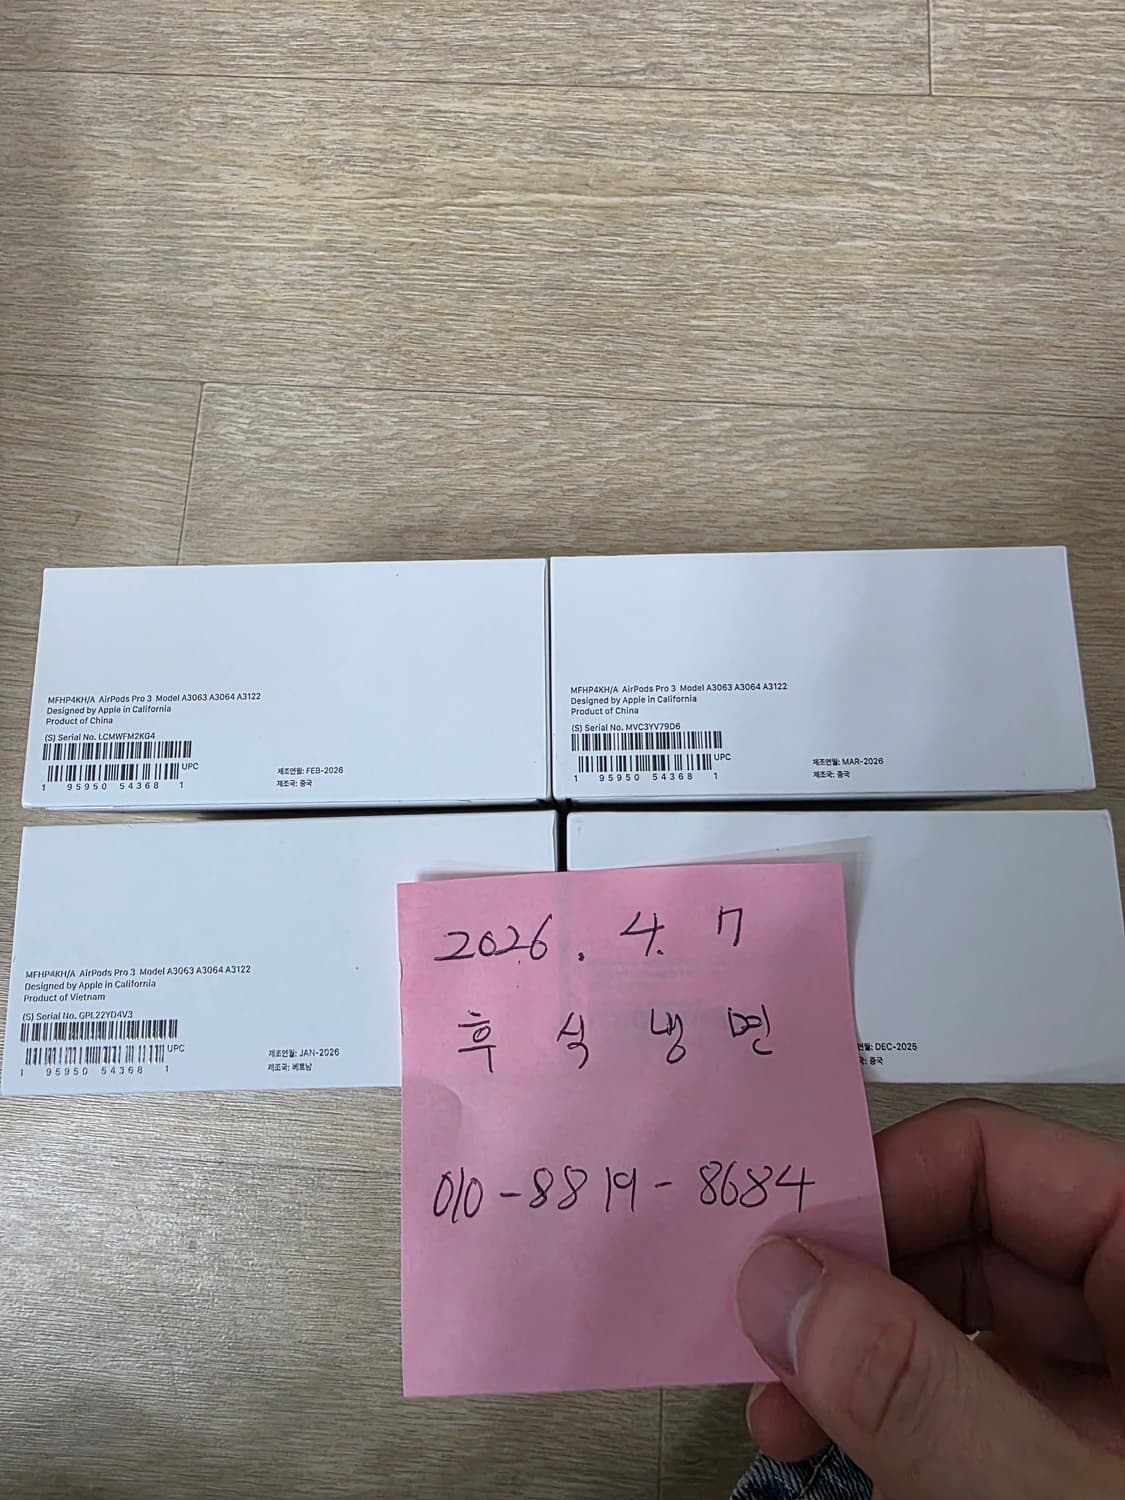 MFHP4KH/A AirPods Pro 3 Model A3063 A3064 A3122
Designed by Apple in California
Product of China
(S) Serial No. LCMWFM2KG4
UPC
1 95950 54368 1
제조연월: FEB-2026
제조국: 중국
MFHP4KH/A AirPods Pro 3 Model A3063 A3064 A3122
Designed by Apple in California
Product of China
(S) Serial No. MVC3YV79D6
UPC
1 95950 54368 1
제조연월: MAR-2026
제조국: 중국
MFHP4KH/A AirPods Pro 3 Model A3063 A3064 A3122
Designed by Apple in California
Product of Vietnam
(S) Serial No. GPL22YD4V3
UPC
1 95950 54368 1
제조연월: JAN-2026
제조국: 베트남
연월: DEC-2025
국: 중국
2026. 4. 7
후식냉면
010-8819-8684